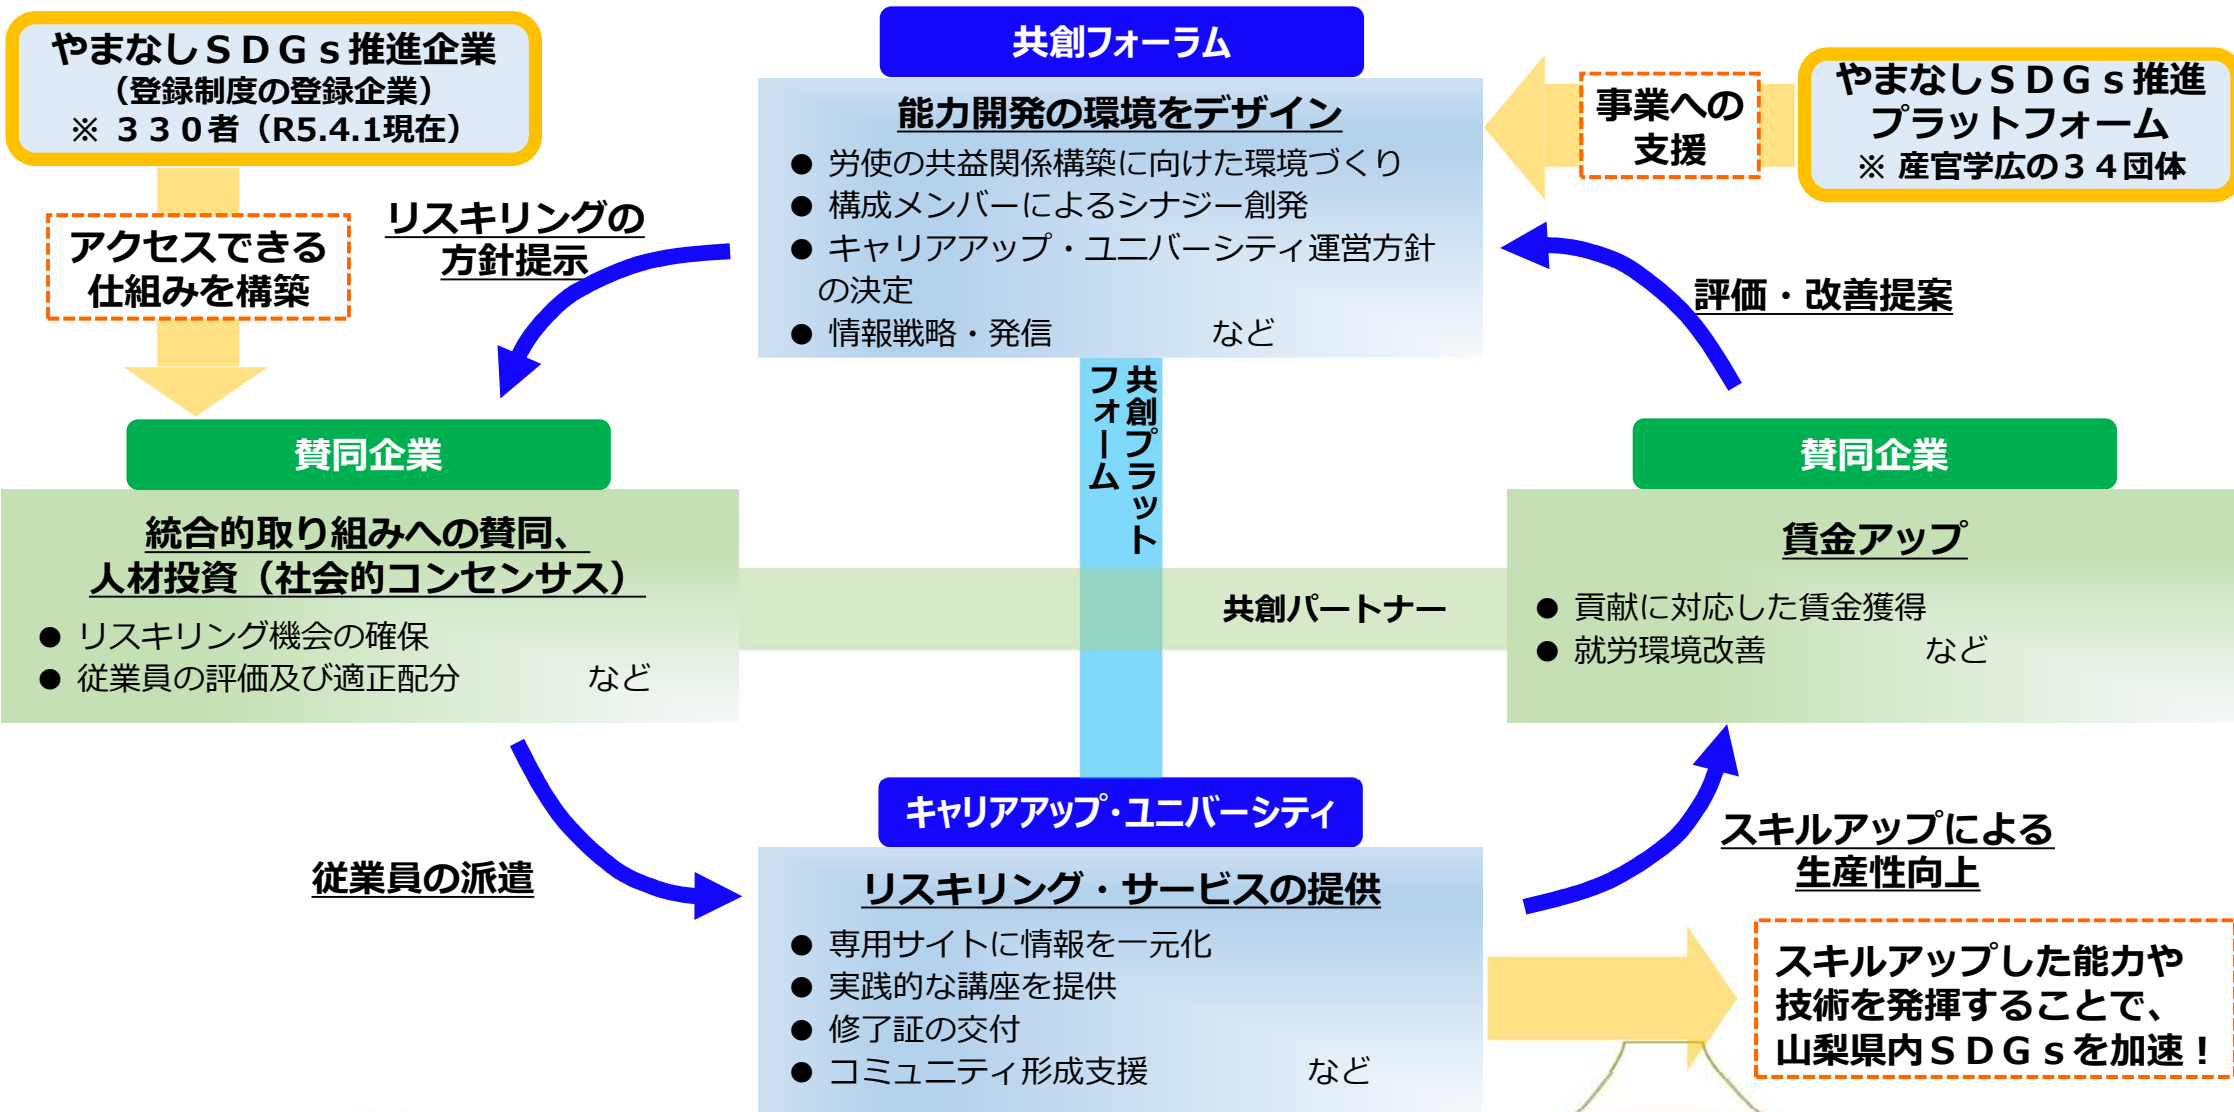 やまなしＳＤＧｓ推進企業
（登録制度の登録企業）
※ ３３０者（R5.4.1現在）
アクセスできる
仕組みを構築
リスキリングの
方針提示
共創フォーラム
能力開発の環境をデザイン
● 労使の共益関係構築に向けた環境づくり
● 構成メンバーによるシナジー創発
● キャリアアップ・ユニバーシティ運営方針
の決定
● 情報戦略・発信 など
事業への
支援
やまなしＳＤＧｓ推進
プラットフォーム
※ 産官学広の３４団体
評価・改善提案
賛同企業
統合的取り組みへの賛同、
人材投資（社会的コンセンサス）
● リスキリング機会の確保
● 従業員の評価及び適正配分 など
共創プラット
フォーム
共創パートナー
賛同企業
賃金アップ
● 貢献に対応した賃金獲得
● 就労環境改善 など
従業員の派遣
キャリアアップ・ユニバーシティ
リスキリング・サービスの提供
● 専用サイトに情報を一元化
● 実践的な講座を提供
● 修了証の交付
● コミュニティ形成支援 など
スキルアップによる
生産性向上
スキルアップした能力や
技術を発揮することで、
山梨県内ＳＤＧｓを加速！